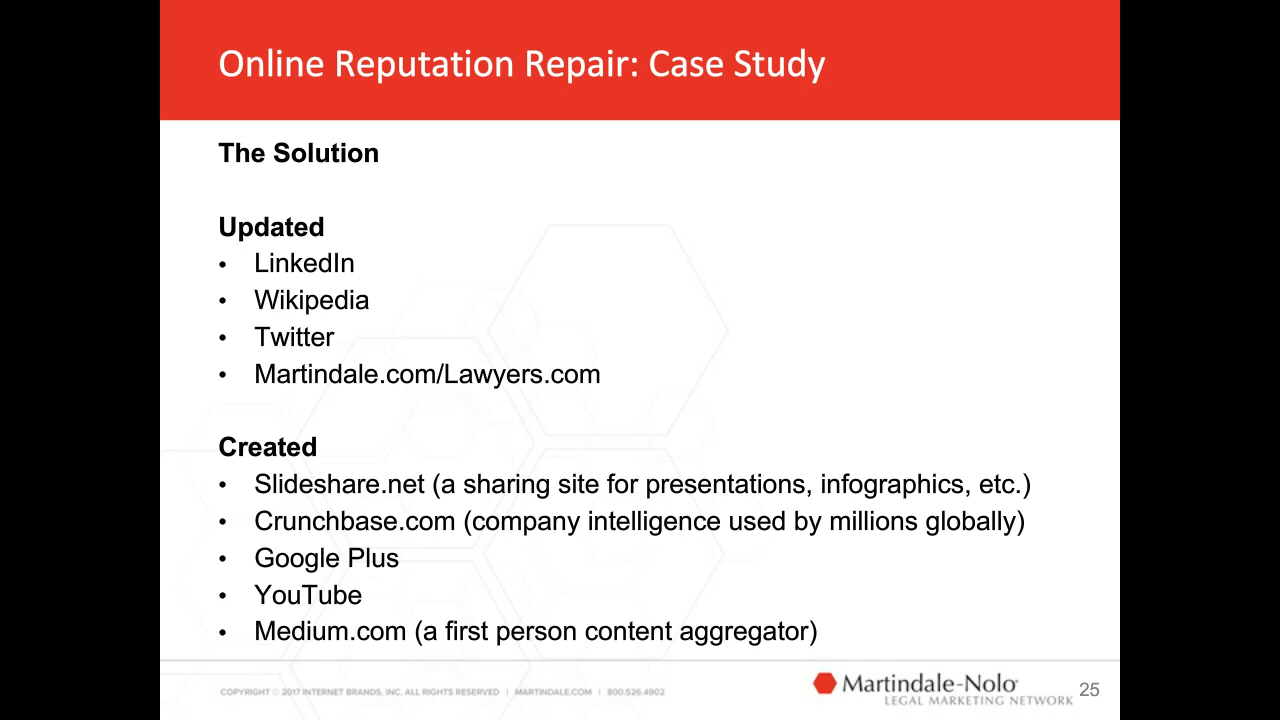 Online Reputation Repair: Case Study
The Solution
Updated
• LinkedIn
• Wikipedia
• Twitter
• Martindale.com/Lawyers.com
Created
• Slideshare.net (a sharing site for presentations, infographics, etc.)
• Crunchbase.com (company intelligence used by millions globally)
• Google Plus
• YouTube
• Medium.com (a first person content aggregator)
COPYRIGHT © 2017 INTERNET BRANDS, INC. ALL RIGHTS RESERVED | MARTINDALE.COM | 800.526.4902
Martindale-Nolo
LEGAL MARKETING NETWORK
25